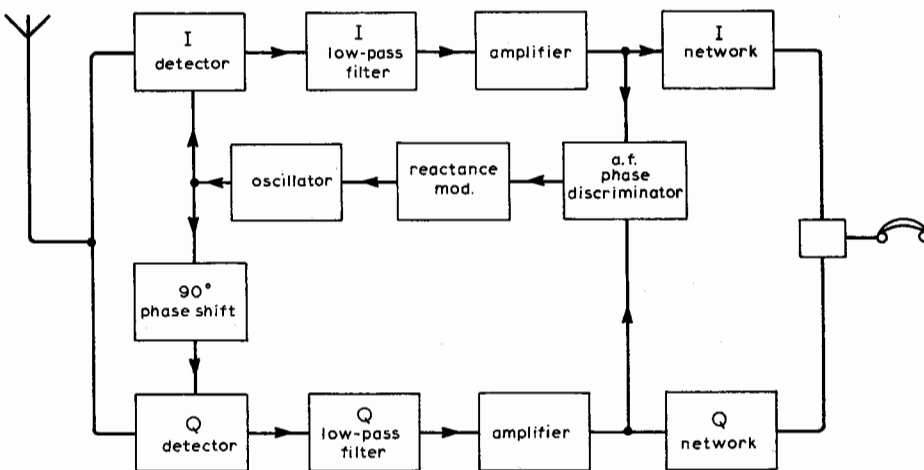 I
detector
I
low-pass
filter
amplifier
I
network
oscillator
reactance
mod.
a.f.
phase
discriminator
90°
phase shift
Q
detector
Q
low-pass
filter
amplifier
Q
network